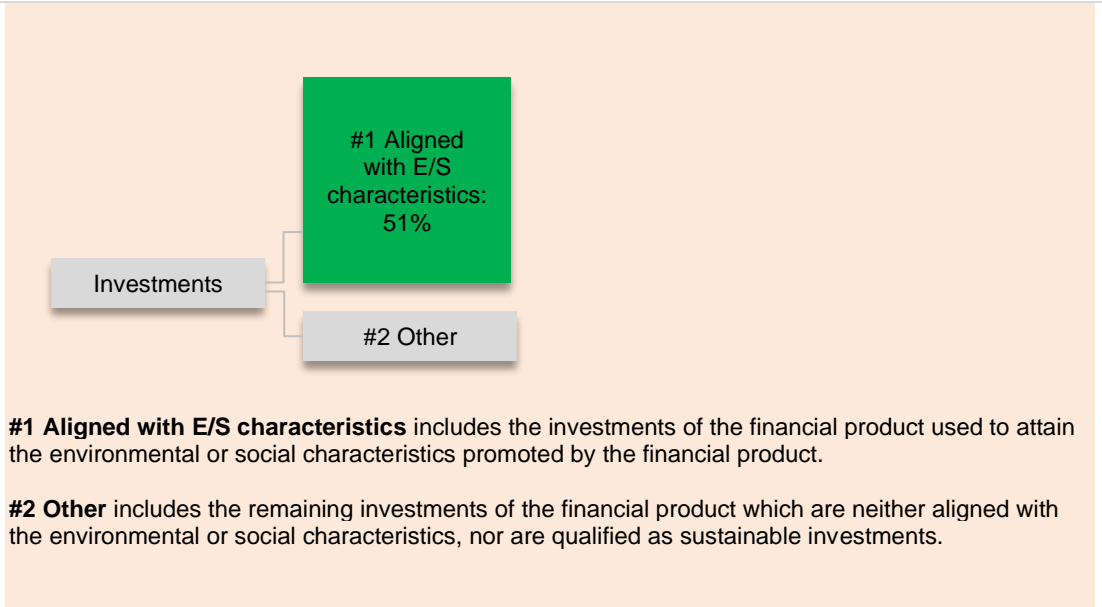 #1 Aligned
with E/S
characteristics:
51%
Investments
#2 Other
#1 Aligned with E/S characteristics includes the investments of the financial product used to attain
the environmental or social characteristics promoted by the financial product.
#2 Other includes the remaining investments of the financial product which are neither aligned with
the environmental or social characteristics, nor are qualified as sustainable investments.